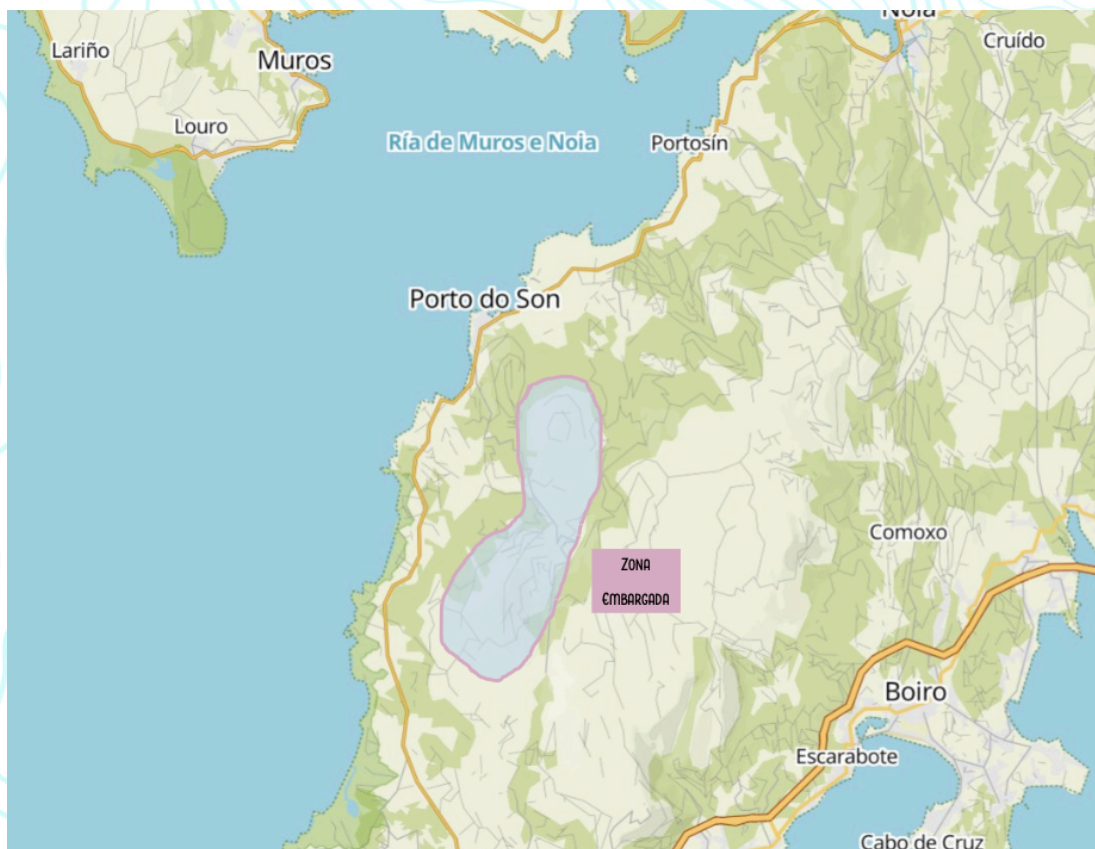 Noia
Lariño
Muros
Cruído
Louro
Ría de Muros e Noia
Portosín
Porto do Son
Comoxo
ZONA
EMBARGADA
Boiro
Escarabote
Cabo de Cruz